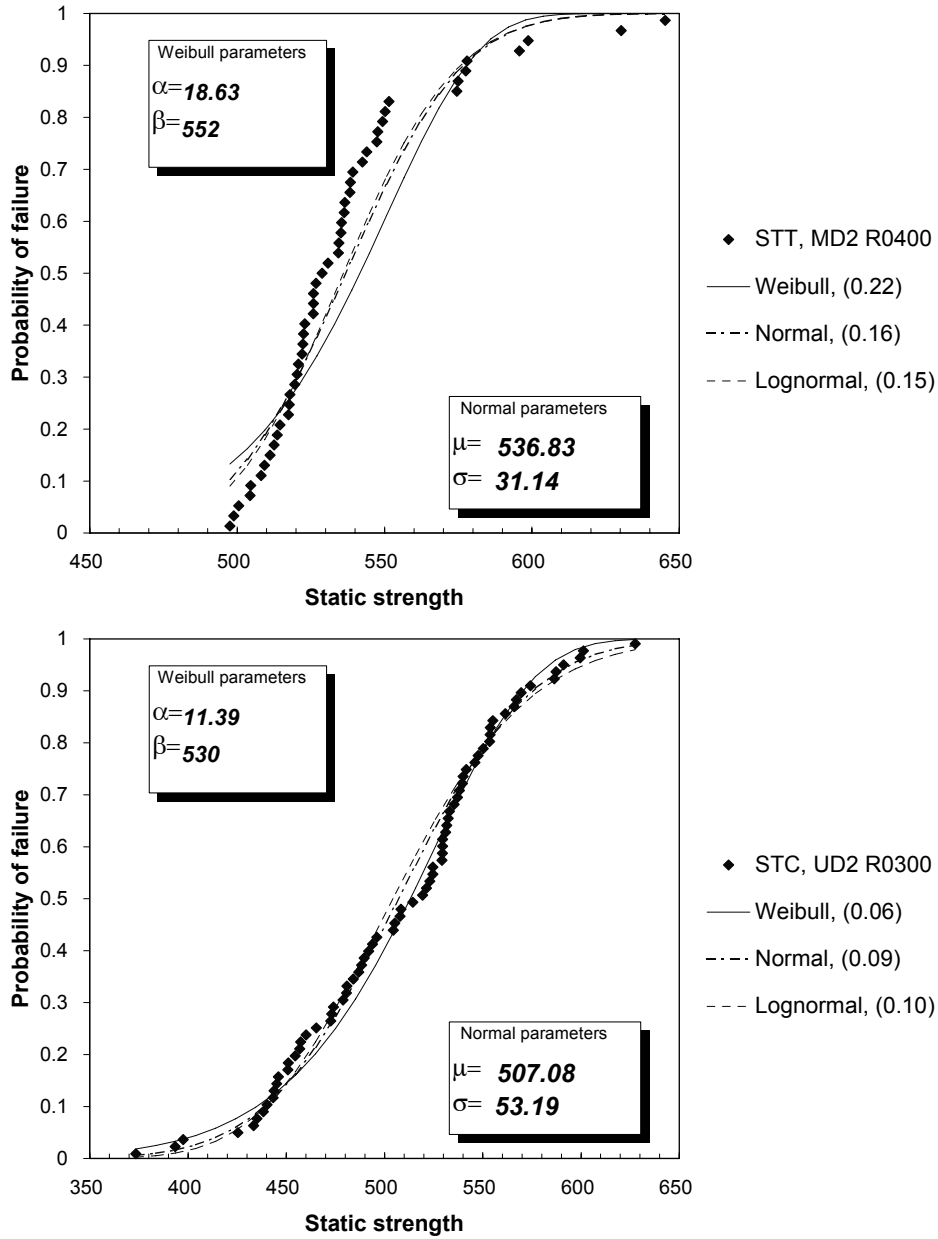 1
0.9
0.8
0.7
0.6
0.5
0.4
0.3
0.2
0.1
0
Probability of failure
450 500 550 600 650
Static strength
Weibull parameters
α=18.63
β=552
Normal parameters
μ= 536.83
σ= 31.14
STT, MD2 R0400
Weibull, (0.22)
Normal, (0.16)
Lognormal, (0.15)
1
0.9
0.8
0.7
0.6
0.5
0.4
0.3
0.2
0.1
0
Probability of failure
350 400 450 500 550 600 650
Static strength
Weibull parameters
α=11.39
β=530
Normal parameters
μ= 507.08
σ= 53.19
STC, UD2 R0300
Weibull, (0.06)
Normal, (0.09)
Lognormal, (0.10)